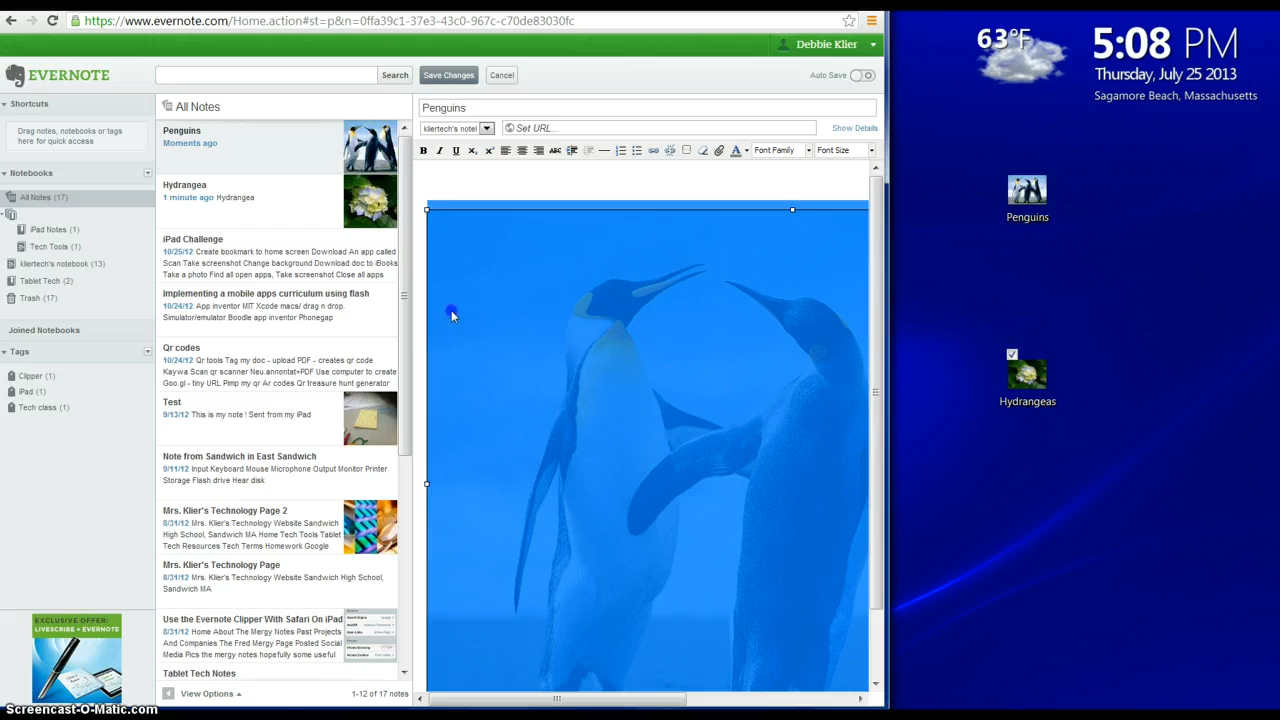 https://www.evernote.com/Home.action#st=p&n=0ffa39c1-37e3-43c0-967c-c70de83030fc
Debbie Klier
EVERNOTE
Search
Save Changes
Cancel
Auto Save
Shortcuts
Drag notes, notebooks or tags
here for quick access
Notebooks
All Notes (17)
iPad Notes (1)
Tech Tools (1)
kliertech's notebook (13)
Tablet Tech (2)
Trash (17)
Joined Notebooks
Tags
Clipper (1)
iPad (1)
Tech class (1)
EXCLUSIVE OFFER:
LIVESCRIBE + EVERNOTE
All Notes
Penguins
Moments ago
Hydrangea
1 minute ago Hydrangea
iPad Challenge
10/25/12 Create bookmark to home screen Download An app called
Scan Take screenshot Change background Download doc to iBooks
Take a photo Find all open apps, Take screenshot Close all apps
Implementing a mobile apps curriculum using flash
10/24/12 App inventor MIT Xcode macs/ drag n drop.
Simulator/emulator Boodle app inventor Phonegap
Qr codes
10/24/12 Qr tools Tag my doc - upload PDF - creates qr code
Kaywa Scan qr scanner Neu.annontat+PDF Use computer to create
Goo.gl - tiny URL Pimp my qr Ar codes Qr treasure hunt generator
Test
9/13/12 This is my note ! Sent from my iPad
Note from Sandwich in East Sandwich
9/11/12 Input Keyboard Mouse Microphone Output Monitor Printer
Storage Flash drive Hear disk
Mrs. Klier's Technology Page 2
8/31/12 Mrs. Klier's Technology Website Sandwich
High School, Sandwich MA Home Tech Tools Tablet
Tech Resources Tech Terms Homework Google
Mrs. Klier's Technology Page
8/31/12 Mrs. Klier's Technology Website Sandwich High School,
Sandwich MA
Use the Evernote Clipper With Safari On iPad
8/31/12 Home About The Mergy Notes Past Projects
And Companies The Fred Mergy Page Posted Social
Media Pics the mergy notes hopefully some useful
Tablet Tech Notes
View Options
1-12 of 17 notes
Penguins
kliertech's notel
Set URL...
Show Details
B I U X₂ X² ABC A Font Family Font Size
63°F
5:08 PM
Thursday, July 25 2013
Sagamore Beach, Massachusetts
Penguins
Hydrangeas
Screencast-O-Matic.com